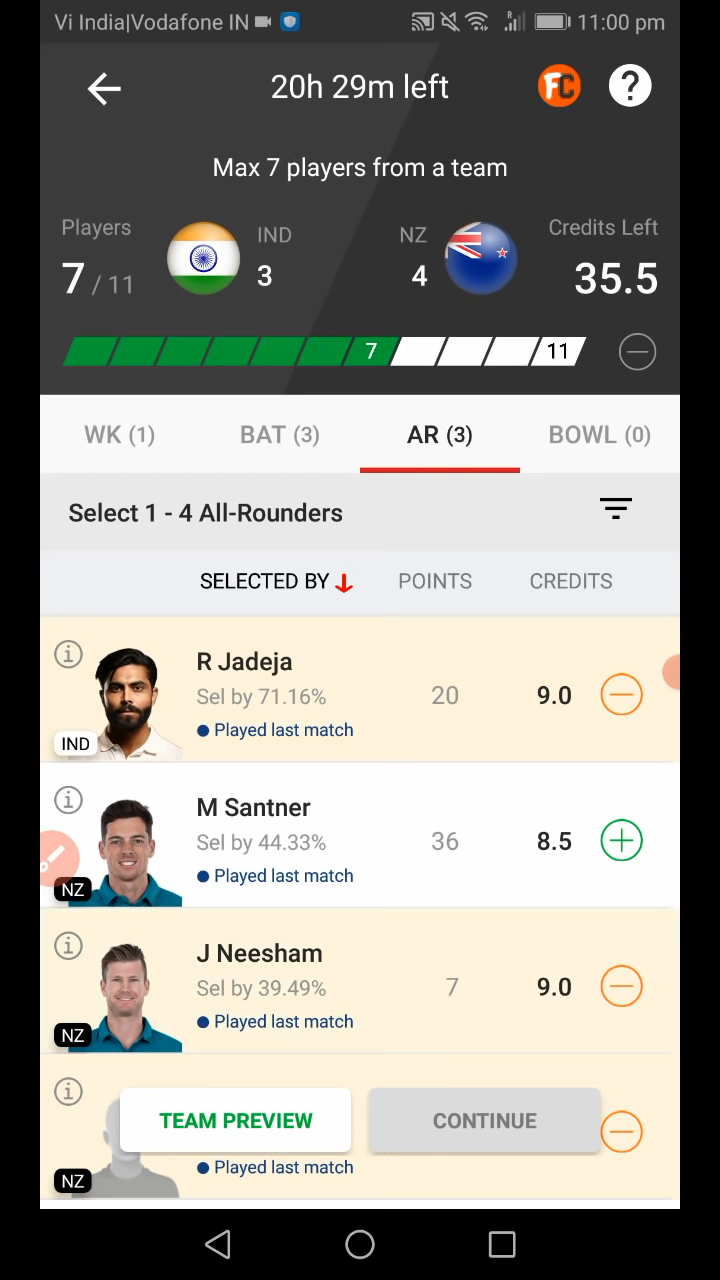 Vi India|Vodafone IN R 11:00 pm
20h 29m left FC ?
Max 7 players from a team
Players IND NZ Credits Left
7 / 11 3 4 35.5
7 11
WK (1) BAT (3) AR (3) BOWL (0)
Select 1 - 4 All-Rounders
SELECTED BY POINTS CREDITS
R Jadeja
Sel by 71.16% 20 9.0
IND Played last match
M Santner
Sel by 44.33% 36 8.5
NZ Played last match
J Neesham
Sel by 39.49% 7 9.0
NZ Played last match
TEAM PREVIEW CONTINUE
NZ Played last match